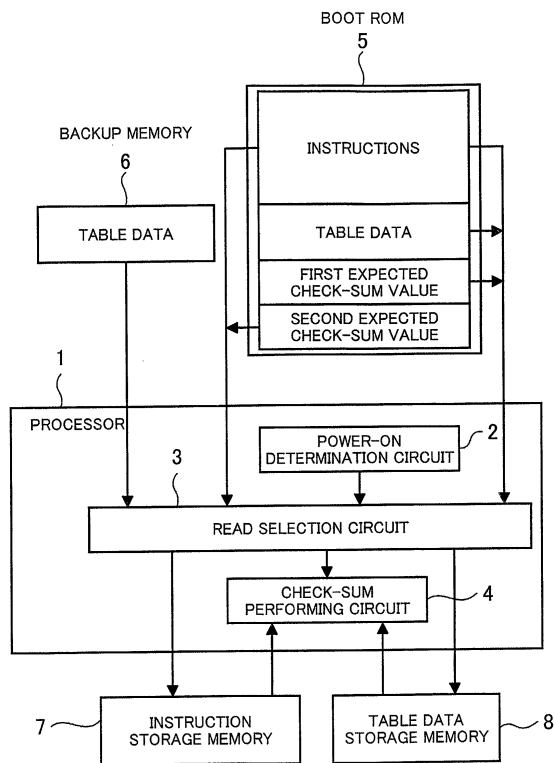 BOOT ROM
5
BACKUP MEMORY
6
TABLE DATA
INSTRUCTIONS
TABLE DATA
FIRST EXPECTED
CHECK-SUM VALUE
SECOND EXPECTED
CHECK-SUM VALUE
1
PROCESSOR
POWER-ON
DETERMINATION CIRCUIT
2
3
READ SELECTION CIRCUIT
CHECK-SUM
PERFORMING CIRCUIT
4
7
INSTRUCTION
STORAGE MEMORY
TABLE DATA
STORAGE MEMORY
8